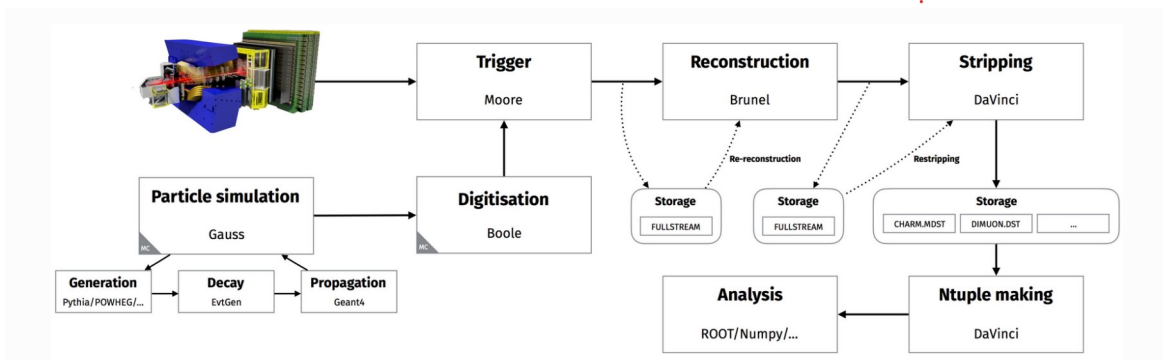 Trigger
Moore
Reconstruction
Brunel
Stripping
DaVinci
Re-reconstruction
Restripping
Particle simulation
Gauss
MC
Digitisation
Boole
MC
Storage
FULLSTREAM
Storage
FULLSTREAM
Storage
CHARM.MDST DIMUON.DST ...
Generation
Pythia/POWHEG/...
Decay
EvtGen
Propagation
Geant4
Analysis
ROOT/Numpy/...
Ntuple making
DaVinci